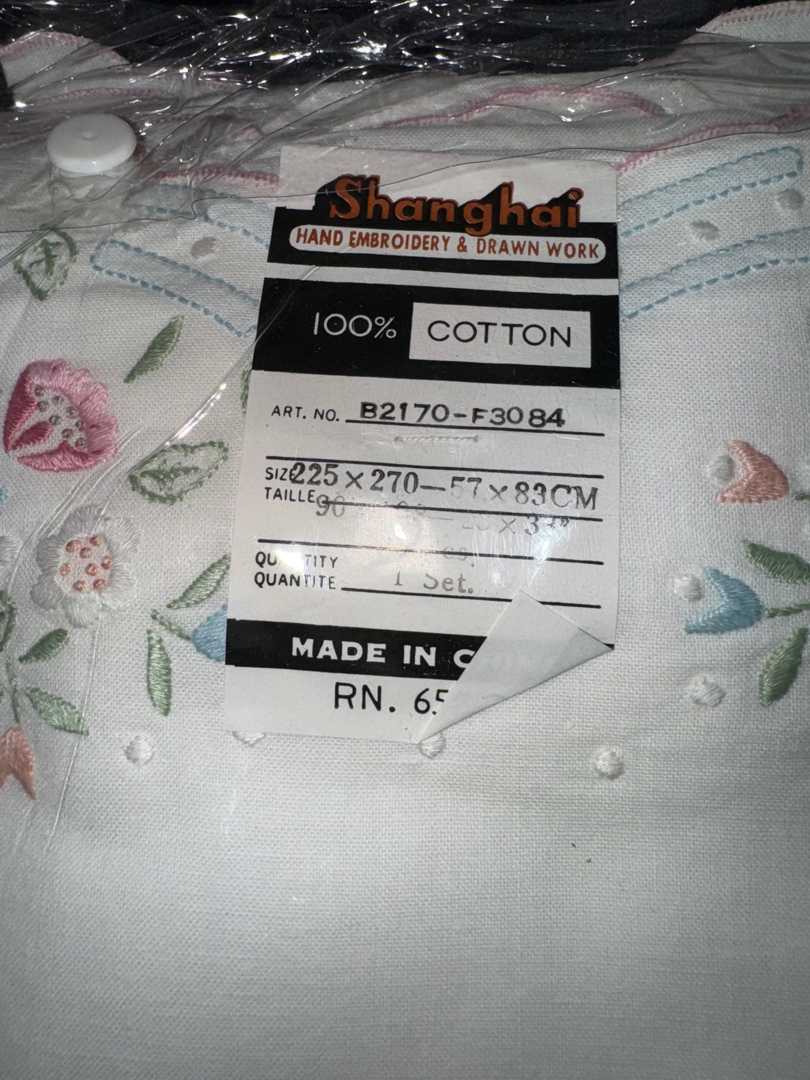 Shanghai
HAND EMBROIDERY & DRAWN WORK
100% COTTON
ART. NO. B2170-F3084
SIZE 225×270—57×83CM
TAILLE 90
QUANTITY
QUANTITE 1 Set.
MADE IN
RN. 65